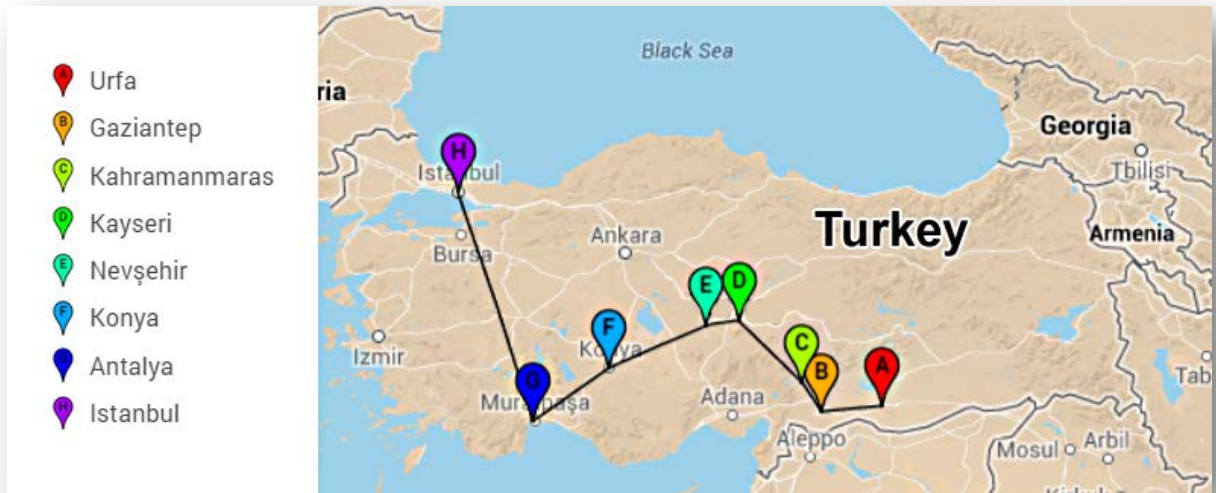 A Urfa
B Gaziantep
C Kahramanmaras
D Kayseri
E Nevşehir
F Konya
G Antalya
H Istanbul
Black Sea
ria
Georgia
Tbilisi
H
Istanbul
Turkey
Armenia
Ankara
Bursa
E
D
F
Izmir
Konya
C
B
A
G
Tab
Adana
Aleppo
Mosul
Arbil